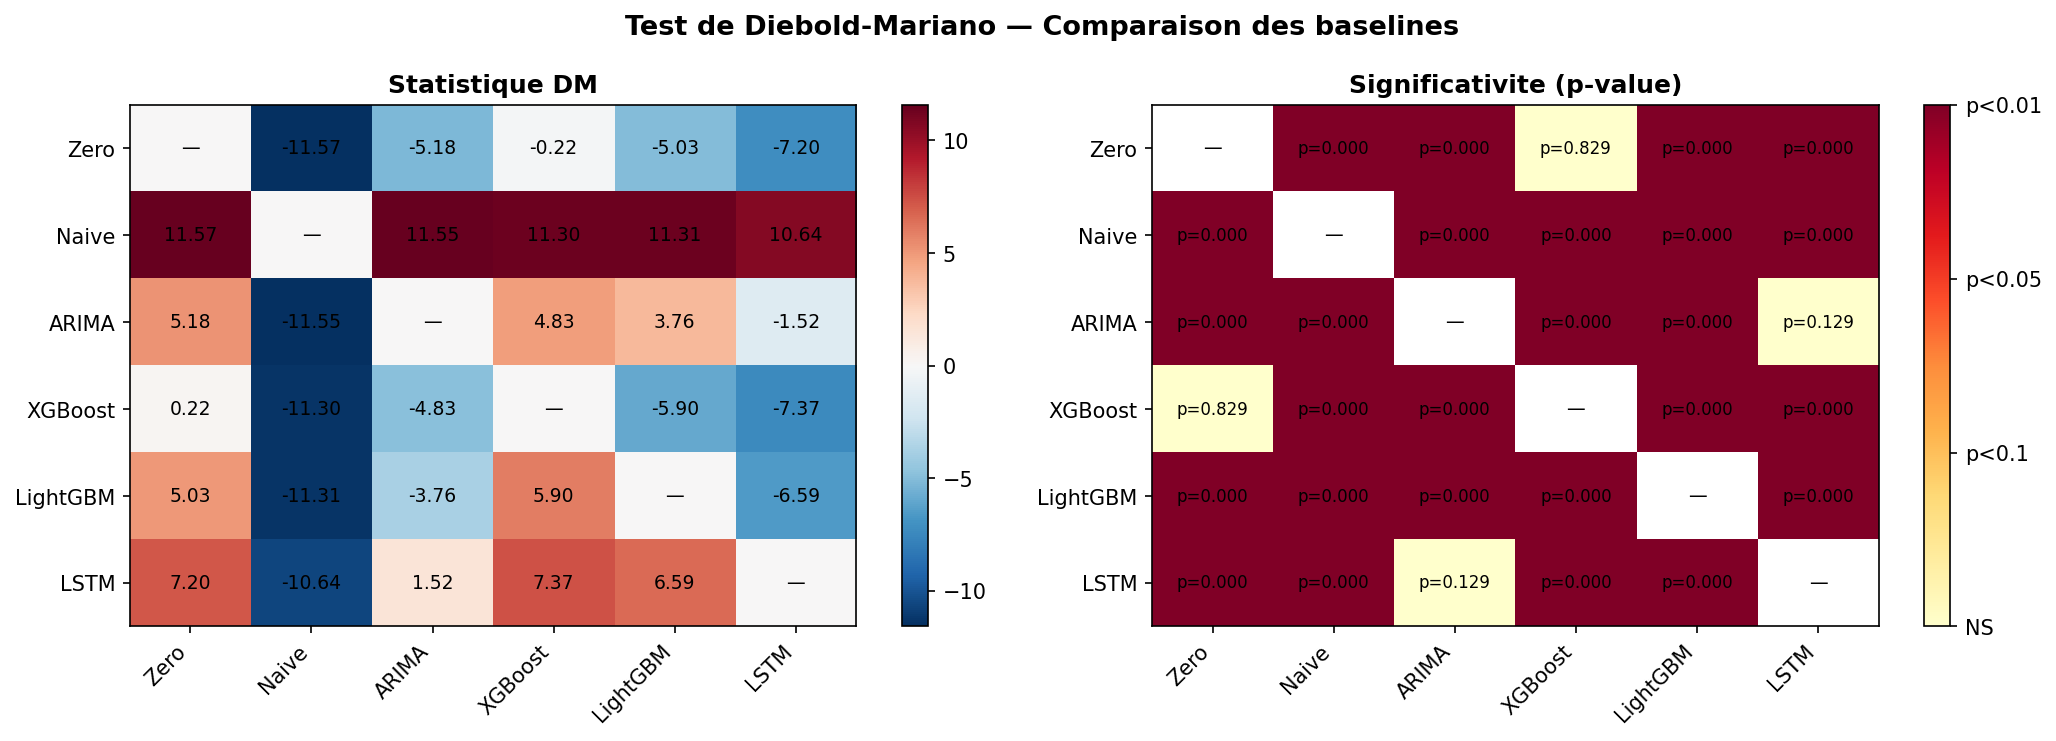 Test de Diebold-Mariano — Comparaison des baselines
Statistique DM
Zero — -11.57 -5.18 -0.22 -5.03 -7.20
Naive 11.57 — 11.55 11.30 11.31 10.64
ARIMA 5.18 -11.55 — 4.83 3.76 -1.52
XGBoost 0.22 -11.30 -4.83 — -5.90 -7.37
LightGBM 5.03 -11.31 -3.76 5.90 — -6.59
LSTM 7.20 -10.64 1.52 7.37 6.59 —
Zero Naive ARIMA XGBoost LightGBM LSTM
10
5
0
−5
−10
Significativite (p-value)
Zero — p=0.000 p=0.000 p=0.829 p=0.000 p=0.000
Naive p=0.000 — p=0.000 p=0.000 p=0.000 p=0.000
ARIMA p=0.000 p=0.000 — p=0.000 p=0.000 p=0.129
XGBoost p=0.829 p=0.000 p=0.000 — p=0.000 p=0.000
LightGBM p=0.000 p=0.000 p=0.000 p=0.000 — p=0.000
LSTM p=0.000 p=0.000 p=0.129 p=0.000 p=0.000 —
Zero Naive ARIMA XGBoost LightGBM LSTM
p<0.01
p<0.05
p<0.1
NS